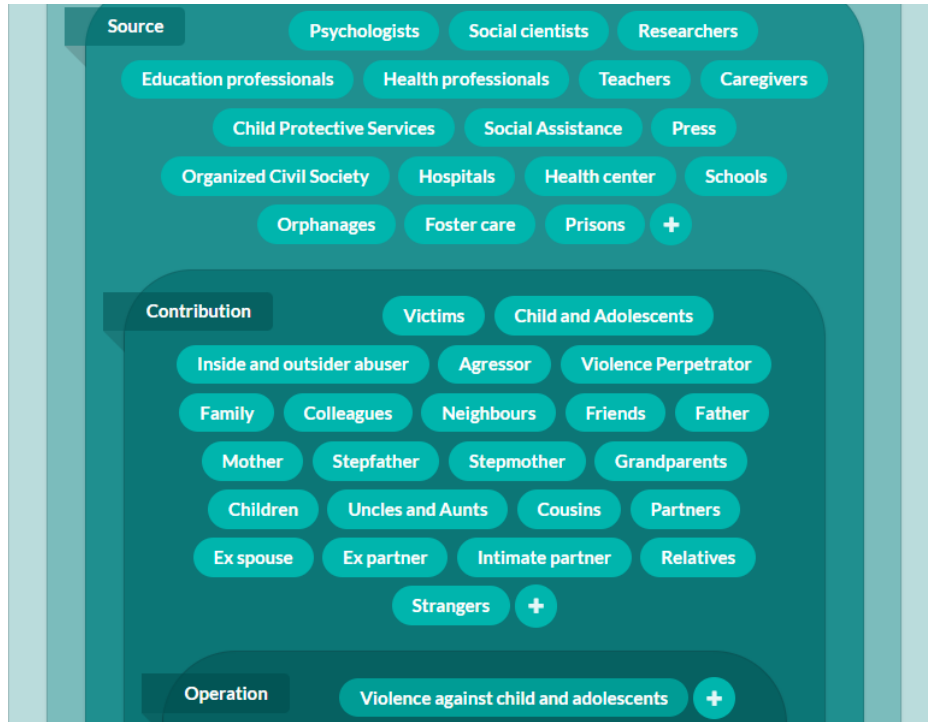 Source Psychologists Social cientists Researchers
Education professionals Health professionals Teachers Caregivers
Child Protective Services Social Assistance Press
Organized Civil Society Hospitals Health center Schools
Orphanages Foster care Prisons +
Contribution Victims Child and Adolescents
Inside and outsider abuser Agressor Violence Perpetrator
Family Colleagues Neighbours Friends Father
Mother Stepfather Stepmother Grandparents
Children Uncles and Aunts Cousins Partners
Ex spouse Ex partner Intimate partner Relatives
Strangers +
Operation Violence against child and adolescents +